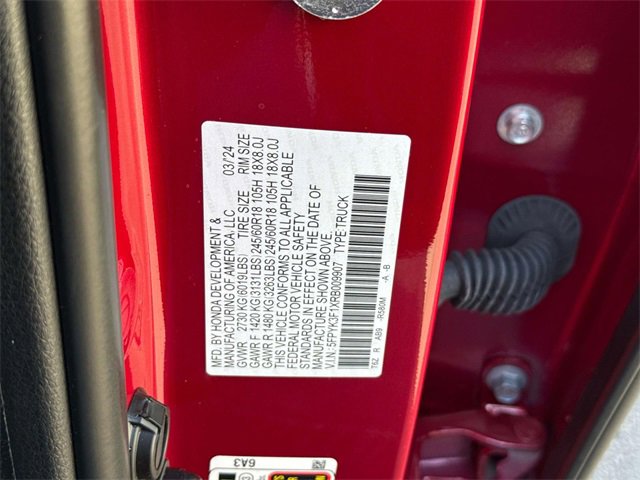 MFD. BY HONDA DEVELOPMENT &
MANUFACTURING OF AMERICA, LLC 03/24
TIRE SIZE RIM SIZE
GVWR 2730 KG(6019LBS)
GAWR F 1420 KG(3131LBS) 245/60R18 105H 18X8.0J
GAWR R 1480 KG(3263LBS) 245/60R18 105H 18X8.0J
THIS VEHICLE CONFORMS TO ALL APPLICABLE
FEDERAL MOTOR VEHICLE SAFETY
STANDARDS IN EFFECT ON THE DATE OF
MANUFACTURE SHOWN ABOVE.
V.I.N: 5FPYK3F1XRB009907 TYPE:TRUCK
T6Z R AB9 -R580M -A -B
6A3